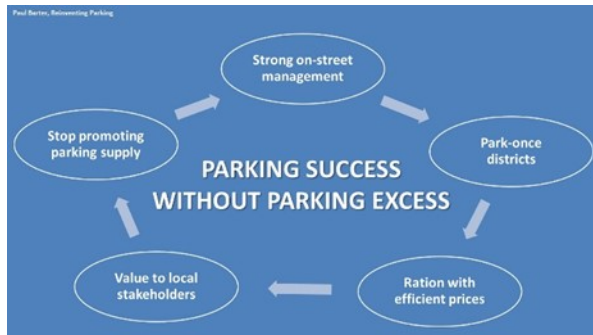 Paul Barter, Reinventing Parking
Strong on-street
management
Stop promoting
parking supply
Park-once
districts
PARKING SUCCESS
WITHOUT PARKING EXCESS
Value to local
stakeholders
Ration with
efficient prices